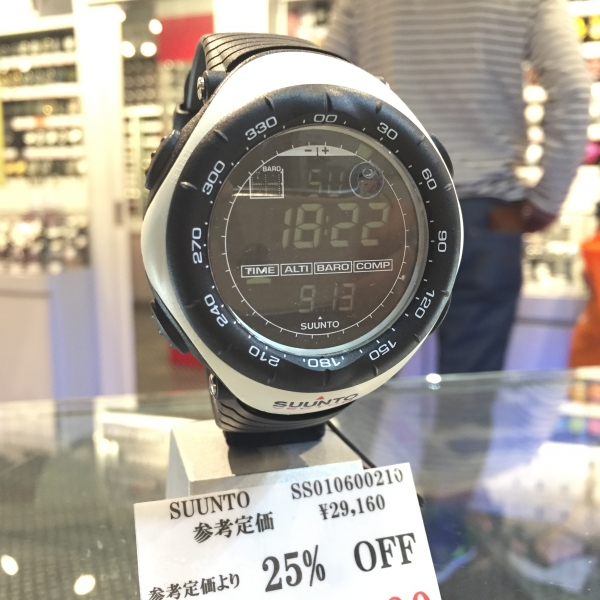 00
30
60
90
120
150
180
210
240
270
300
330
- +
BARO
SU
18:22
TIME ALTI BARO COMP
9.13
SUUNTO
SUUNTO
SUUNTO SS010600210
参考定価 ¥29,160
参考定価より 25% OFF